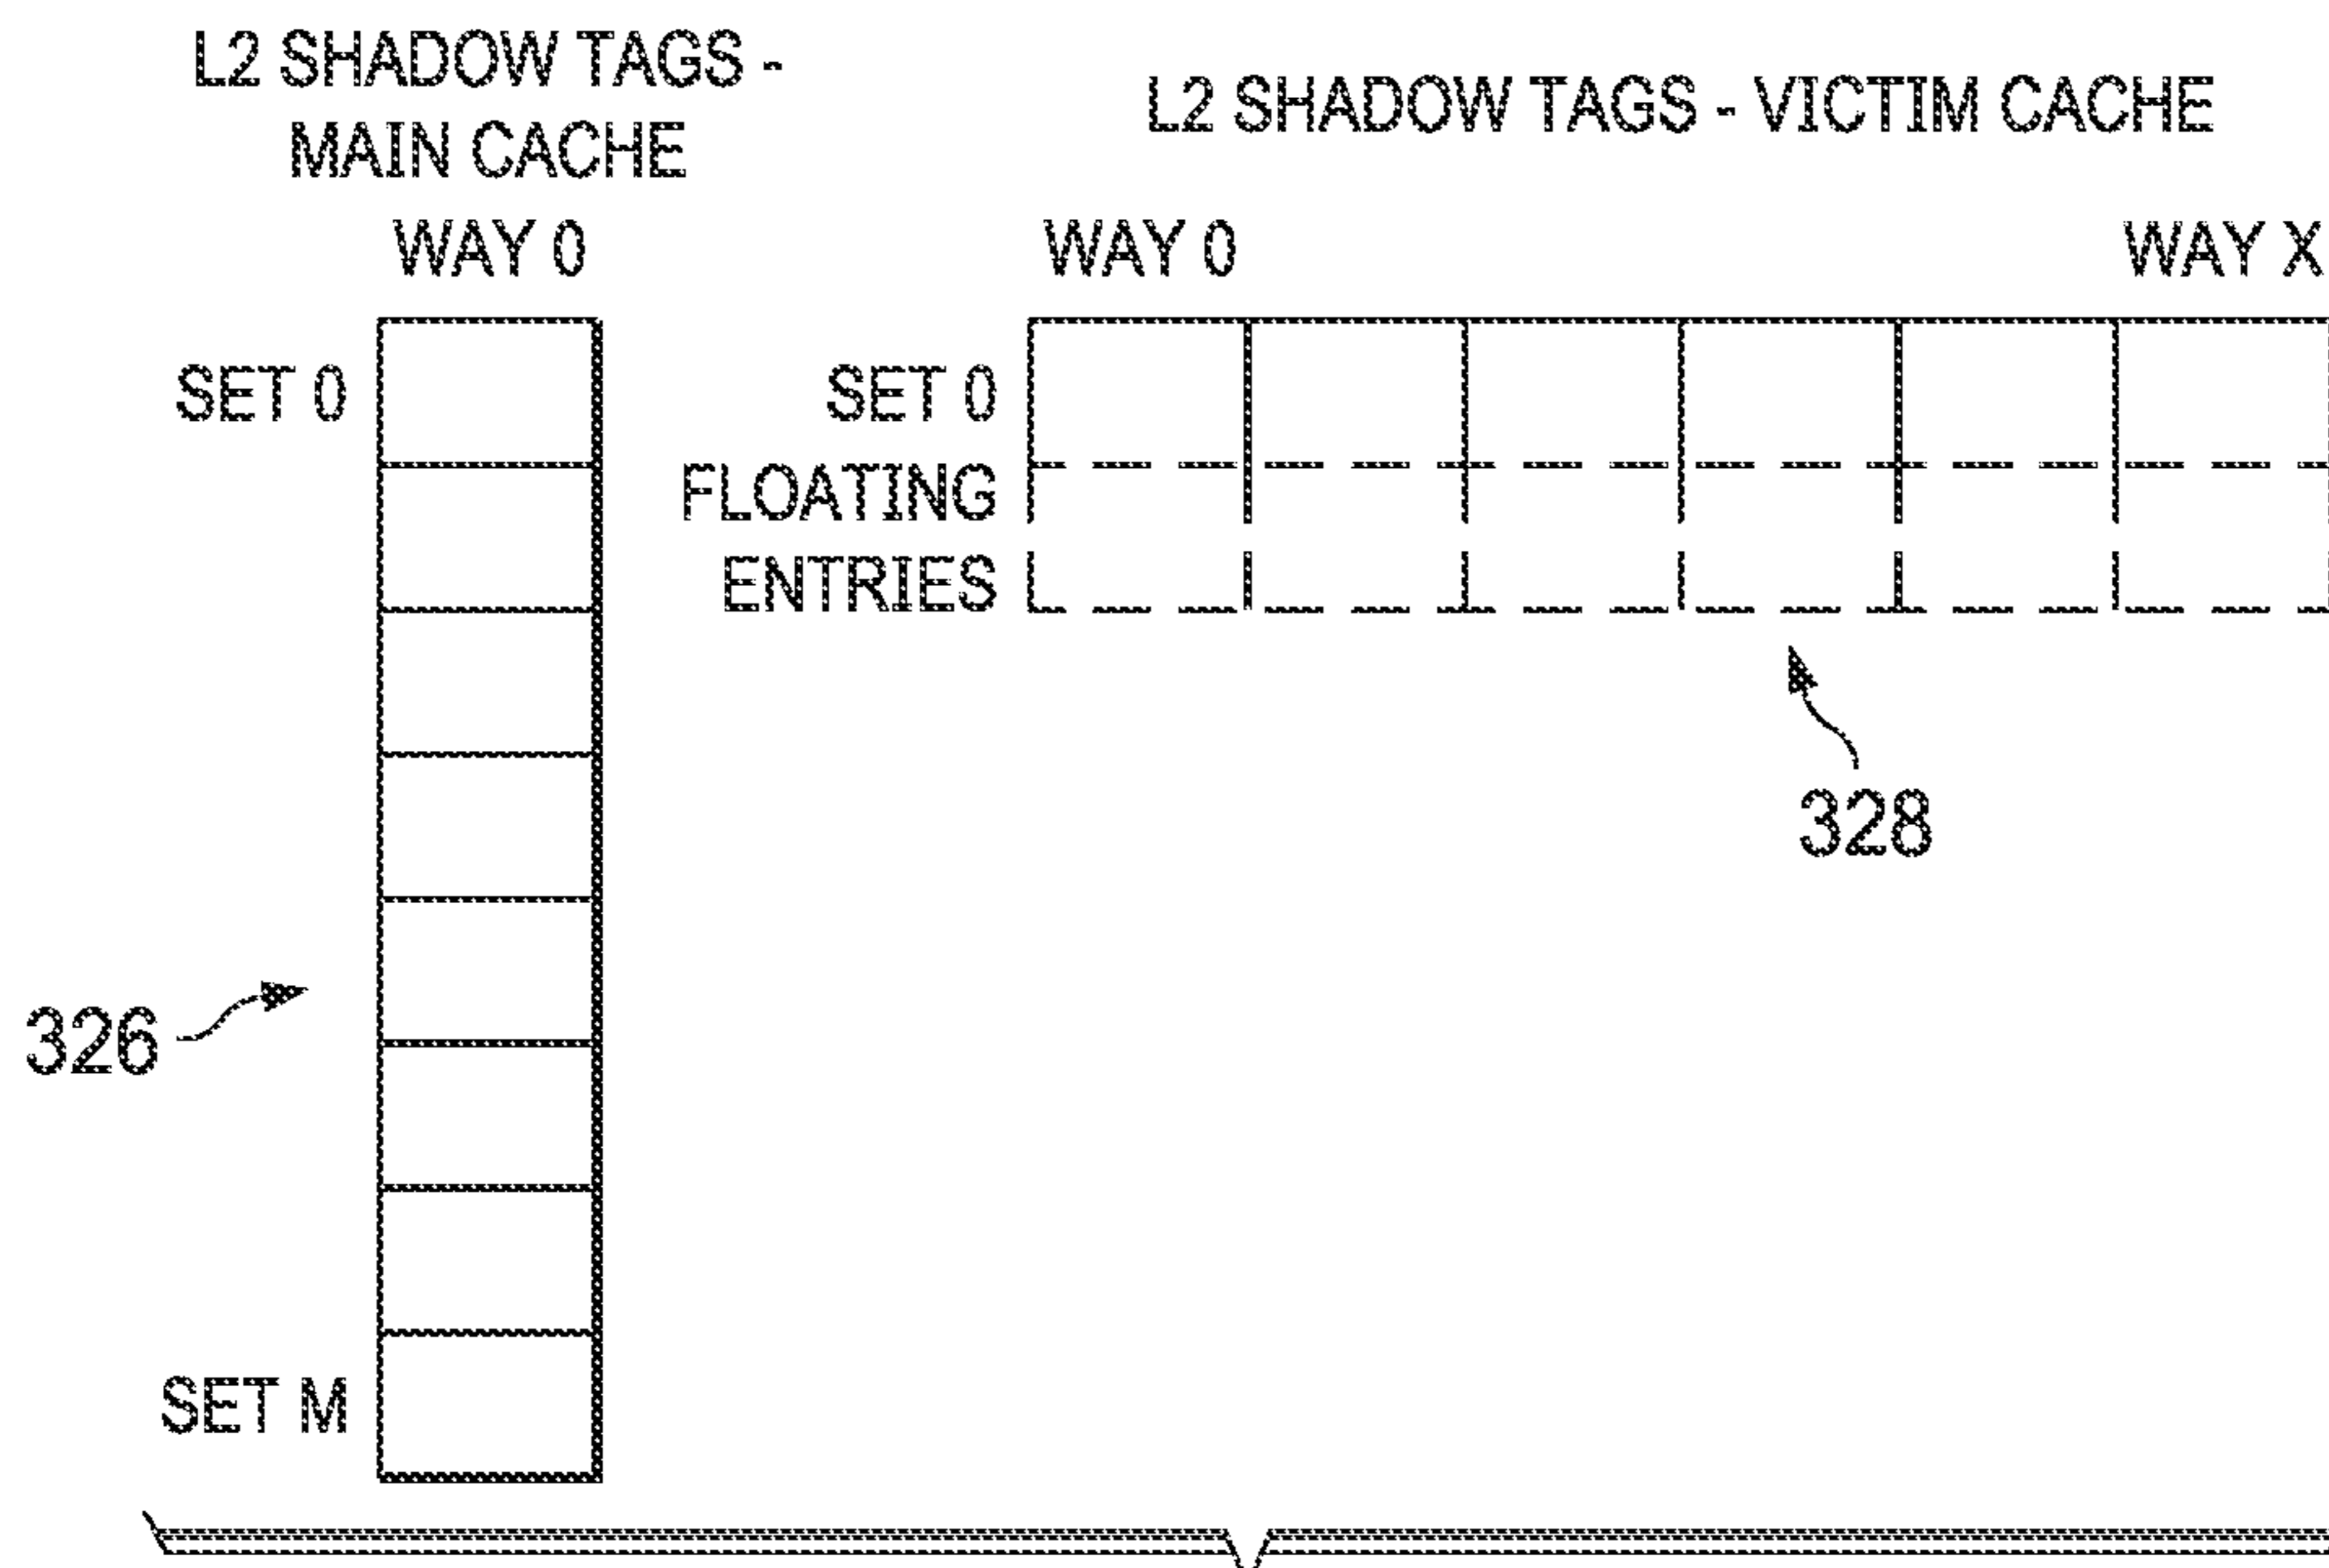 L2 SHADOW TAGS -
MAIN CACHE
WAY 0
SET 0
326
SET M
L2 SHADOW TAGS - VICTIM CACHE
WAY 0
WAY X
SET 0
FLOATING
ENTRIES
328